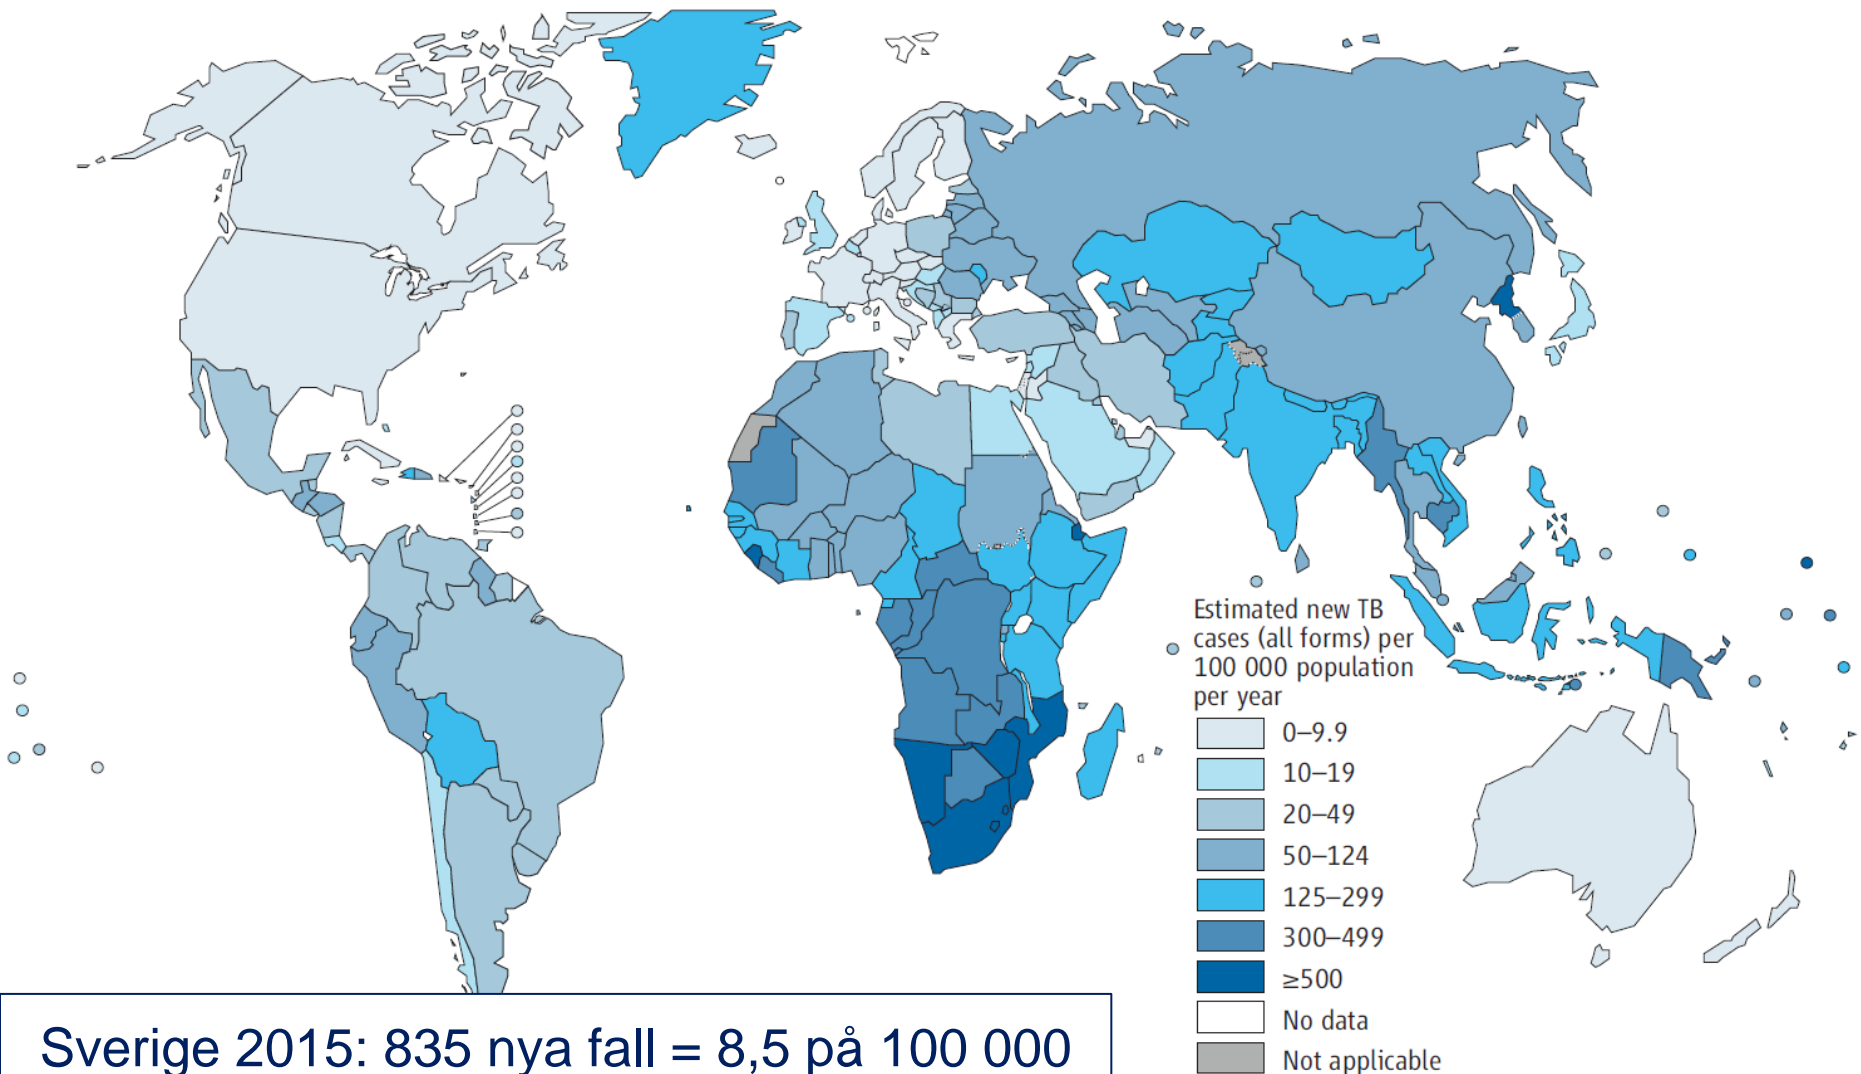 Estimated new TB
cases (all forms) per
100 000 population
per year
0–9.9
10–19
20–49
50–124
125–299
300–499
≥500
No data
Not applicable
Sverige 2015: 835 nya fall = 8,5 på 100 000